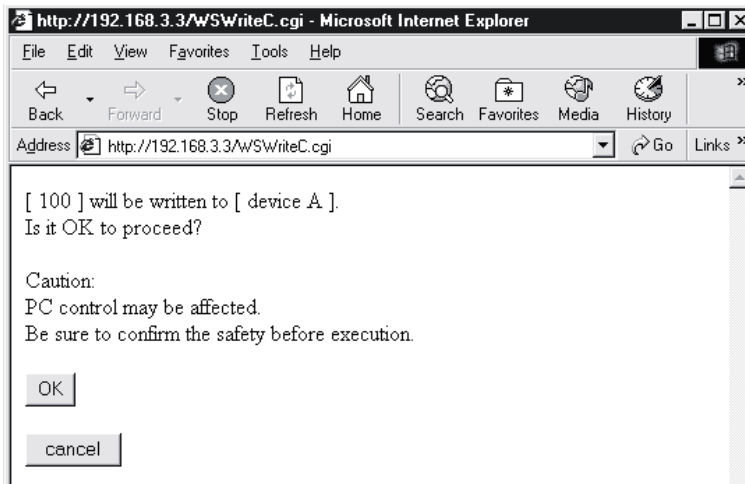 http://192.168.3.3/WSWriteC.cgi - Microsoft Internet Explorer
File Edit View Favorites Tools Help
Back Forward Stop Refresh Home Search Favorites Media History »
Address http://192.168.3.3/WSWriteC.cgi Go Links »
[ 100 ] will be written to [ device A ].
Is it OK to proceed?
Caution:
PC control may be affected.
Be sure to confirm the safety before execution.
OK
cancel